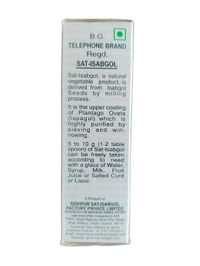 B.G.
TELEPHONE BRAND
Regd.
SAT-ISABGOL
Sat-Isabgol, a natural
vegetable product, is
derived from Isabgol
Seeds by milling
process.
It is the upper coating
of Plantago Ovata
(Ispagul) which is
highly purified by
sieving and win-
nowing.
5 to 10 g (1-2 table
spoon) of Sat-Isabgol
can be freely taken
according to need
with a glass of Water,
Syrup, Milk, Fruit
Juice or Salted Curd
or Lassi.
A Product of
SIDHPUR SAT-ISABGOL
FACTORY PRIVATE LIMITED